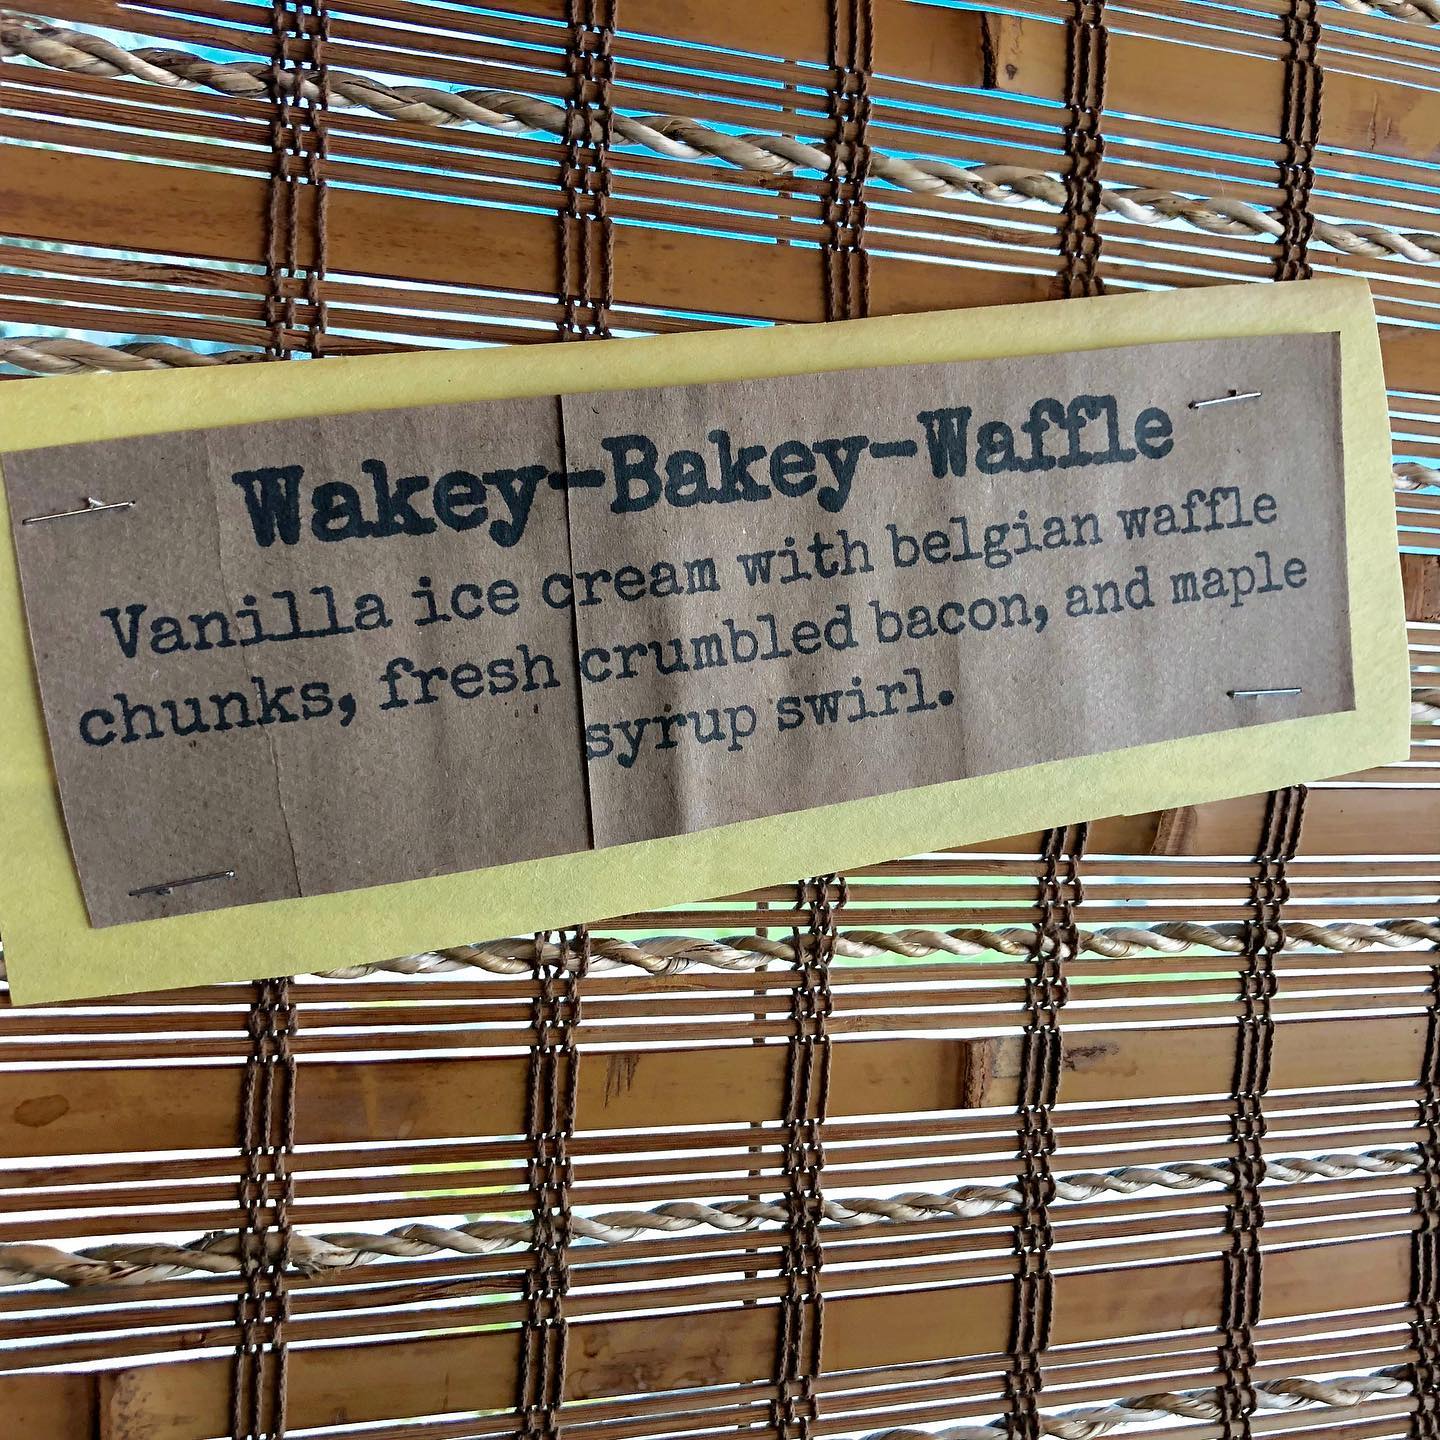 Wakey-Bakey-Waffle
Vanilla ice cream with belgian waffle
chunks, fresh crumbled bacon, and maple
syrup swirl.